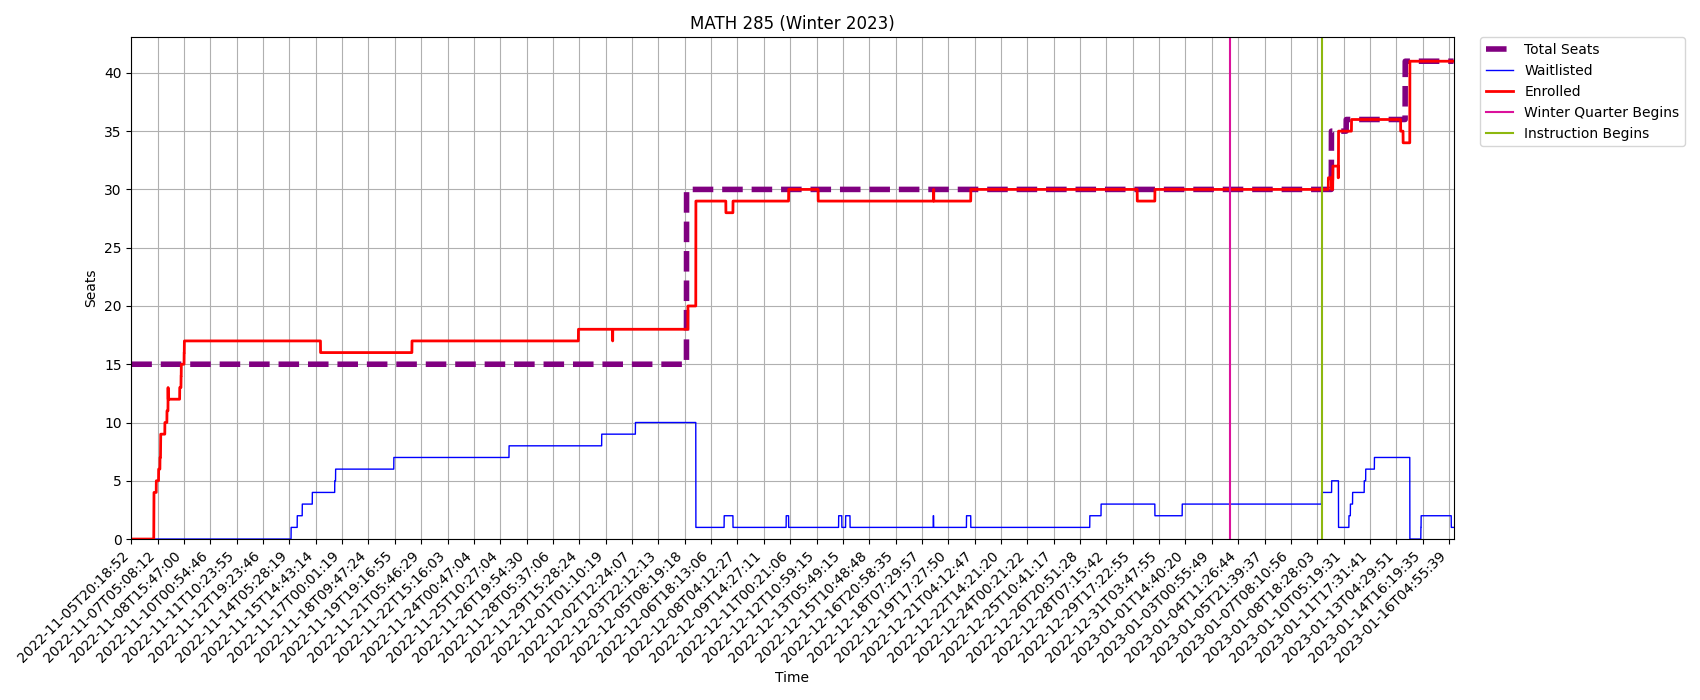 MATH 285 (Winter 2023)
Total Seats
Waitlisted
Enrolled
Winter Quarter Begins
Instruction Begins
Seats
40
35
30
25
20
15
10
5
0
2022-11-05T20:18:52
2022-11-07T05:08:12
2022-11-08T15:47:00
2022-11-10T00:54:46
2022-11-11T10:23:55
2022-11-12T19:23:46
2022-11-14T05:28:19
2022-11-15T14:43:14
2022-11-17T00:01:19
2022-11-18T09:47:24
2022-11-19T19:16:55
2022-11-21T05:46:29
2022-11-22T15:16:03
2022-11-24T00:47:04
2022-11-25T10:27:04
2022-11-26T19:54:30
2022-11-28T05:37:06
2022-11-29T15:28:24
2022-12-01T01:10:19
2022-12-02T12:24:07
2022-12-03T22:12:13
2022-12-05T08:19:18
2022-12-06T18:13:06
2022-12-08T04:12:27
2022-12-09T14:27:11
2022-12-11T00:21:06
2022-12-12T10:59:15
2022-12-13T05:49:15
2022-12-15T10:48:48
2022-12-16T20:58:35
2022-12-18T07:29:57
2022-12-19T17:27:50
2022-12-21T04:12:47
2022-12-22T14:21:20
2022-12-24T00:21:22
2022-12-25T10:41:17
2022-12-26T20:51:28
2022-12-28T07:15:42
2022-12-29T17:22:55
2022-12-31T03:47:55
2023-01-01T14:40:20
2023-01-03T00:55:49
2023-01-04T11:26:44
2023-01-05T21:39:37
2023-01-07T08:10:56
2023-01-08T18:28:03
2023-01-10T05:19:31
2023-01-11T17:31:41
2023-01-13T04:29:51
2023-01-14T16:19:35
2023-01-16T04:55:39
Time